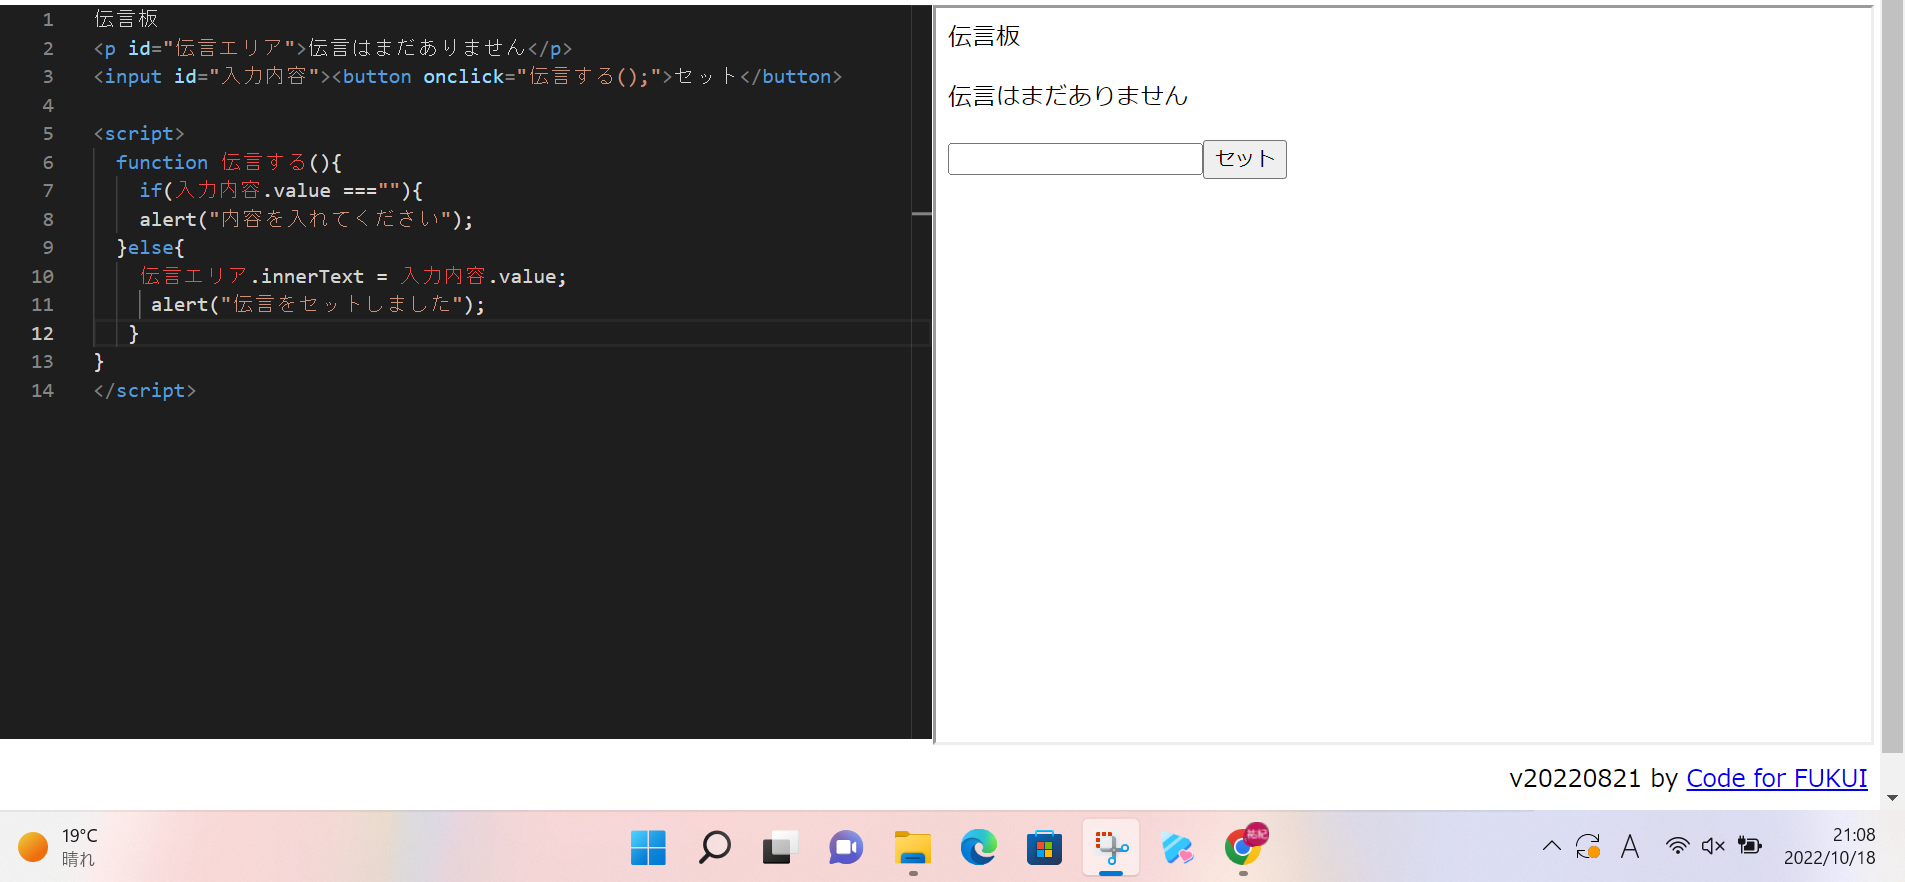 1 伝言板
2 <p id="伝言エリア">伝言はまだありません</p>
3 <input id="入力内容"><button onclick="伝言する();">セット</button>
4
5 <script>
6 function 伝言する(){
7 if(入力内容.value ===""){
8 alert("内容を入れてください");
9 }else{
10 伝言エリア.innerText = 入力内容.value;
11 alert("伝言をセットしました");
12 }
13 }
14 </script>
伝言板
伝言はまだありません
セット
v20220821 by Code for FUKUI
19°C
晴れ
祐紀
A
21:08
2022/10/18